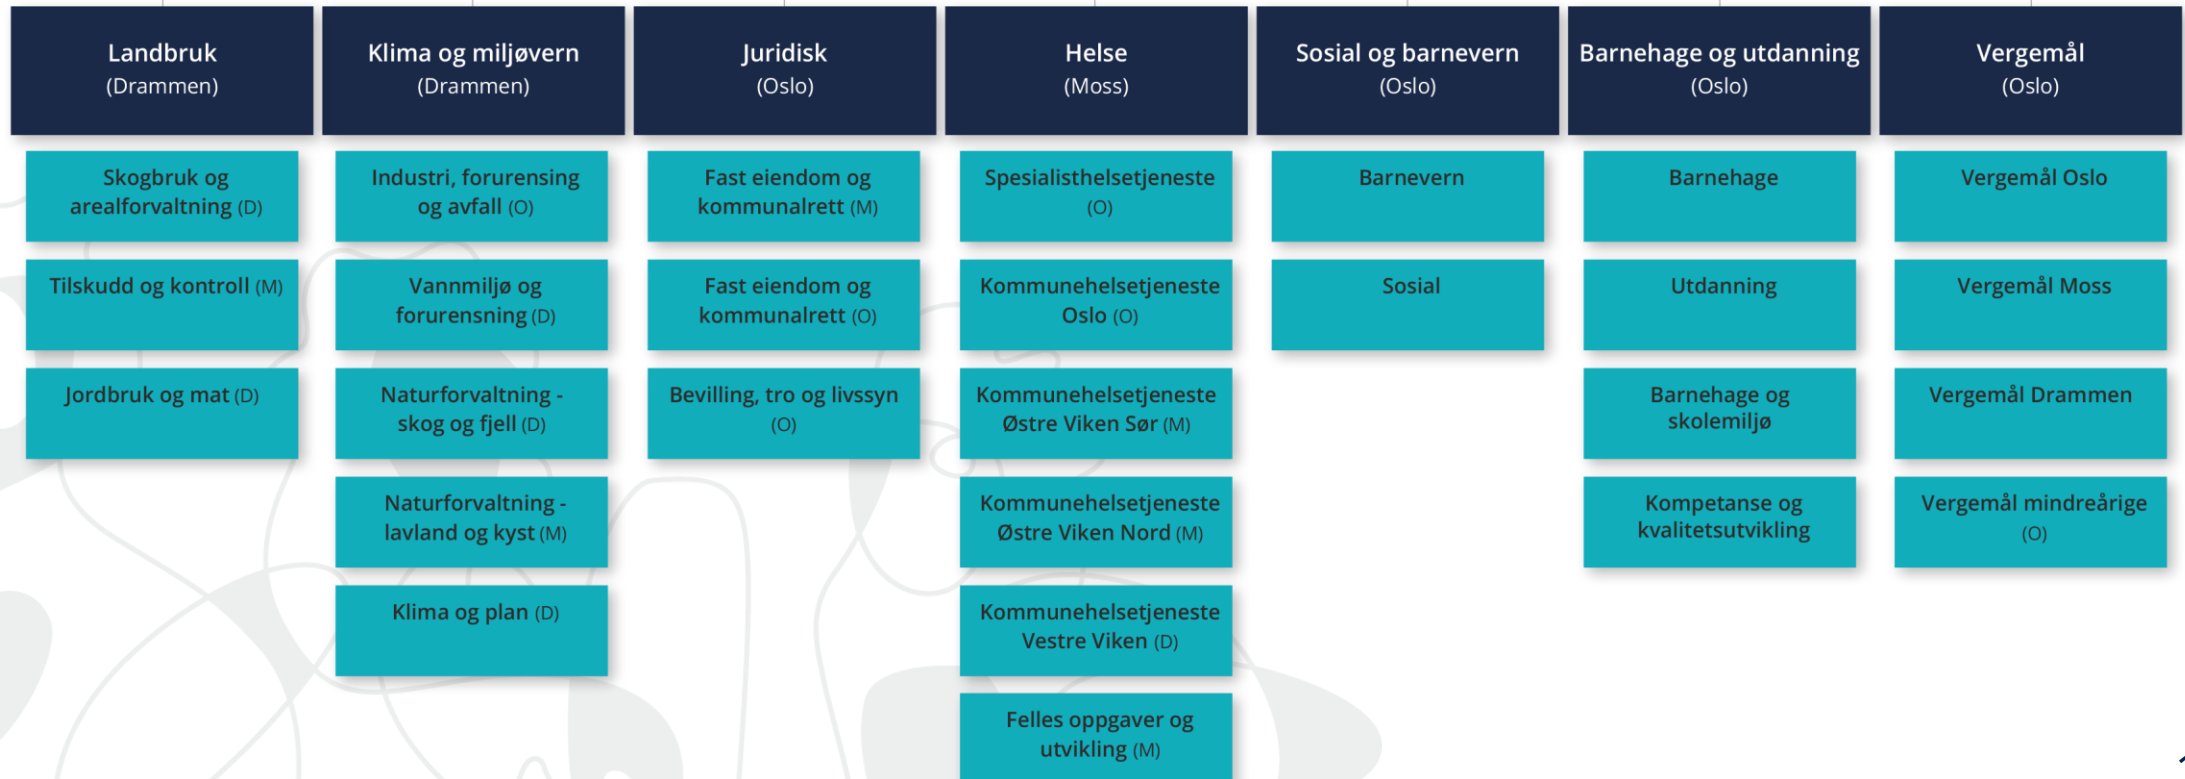 Landbruk
(Drammen)
Skogbruk og
arealforvaltning (D)
Tilskudd og kontroll (M)
Jordbruk og mat (D)
Klima og miljøvern
(Drammen)
Industri, forurensing
og avfall (O)
Vannmiljø og
forurensning (D)
Naturforvaltning -
skog og fjell (D)
Naturforvaltning -
lavland og kyst (M)
Klima og plan (D)
Juridisk
(Oslo)
Fast eiendom og
kommunalrett (M)
Fast eiendom og
kommunalrett (O)
Bevilling, tro og livssyn
(O)
Helse
(Moss)
Spesialisthelsetjeneste
(O)
Kommunehelsetjeneste
Oslo (O)
Kommunehelsetjeneste
Østre Viken Sør (M)
Kommunehelsetjeneste
Østre Viken Nord (M)
Kommunehelsetjeneste
Vestre Viken (D)
Felles oppgaver og
utvikling (M)
Sosial og barnevern
(Oslo)
Barnevern
Sosial
Barnehage og utdanning
(Oslo)
Barnehage
Utdanning
Barnehage og
skolemiljø
Kompetanse og
kvalitetsutvikling
Vergemål
(Oslo)
Vergemål Oslo
Vergemål Moss
Vergemål Drammen
Vergemål mindreårige
(O)